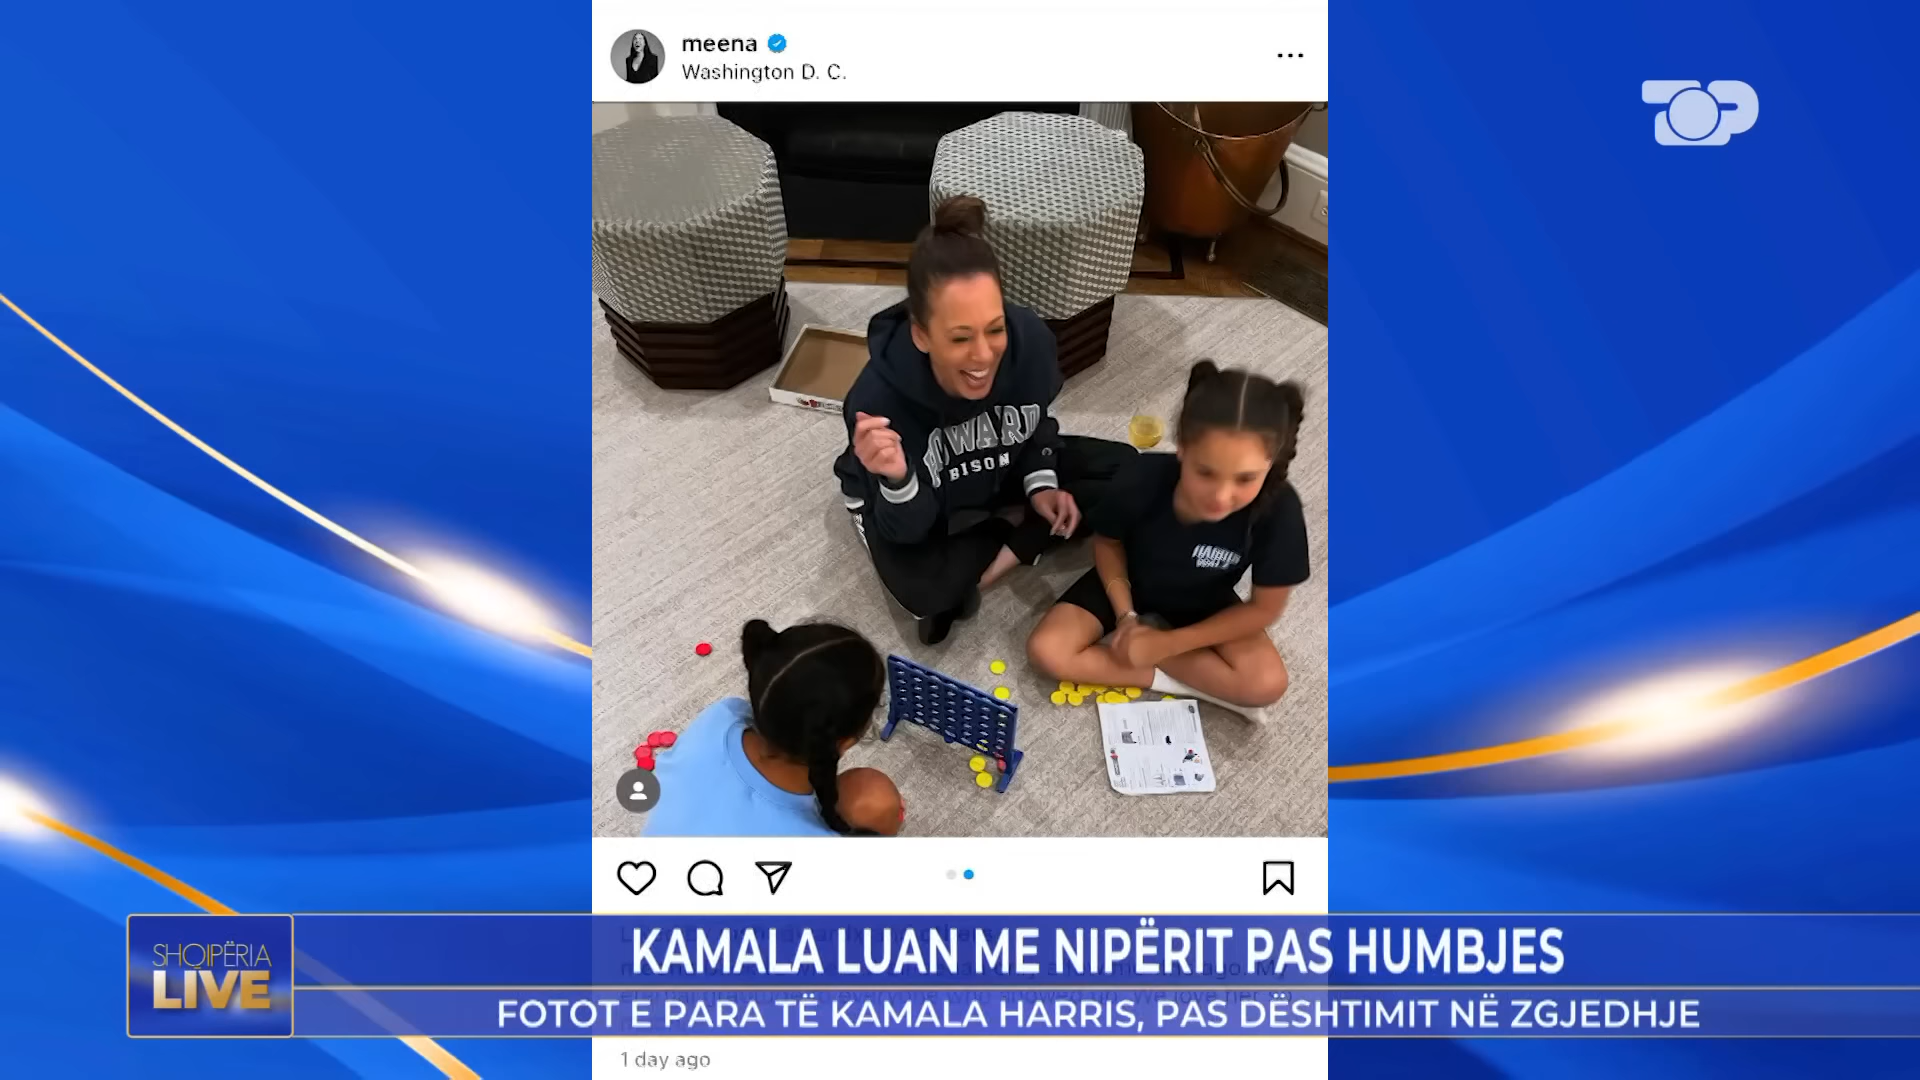 meena
Washington D. C.
TOP
HOWARD
BISON
KAMALA LUAN ME NIPËRIT PAS HUMBJES
SHQIPËRIA
LIVE
FOTOT E PARA TË KAMALA HARRIS, PAS DËSHTIMIT NË ZGJEDHJE
1 day ago